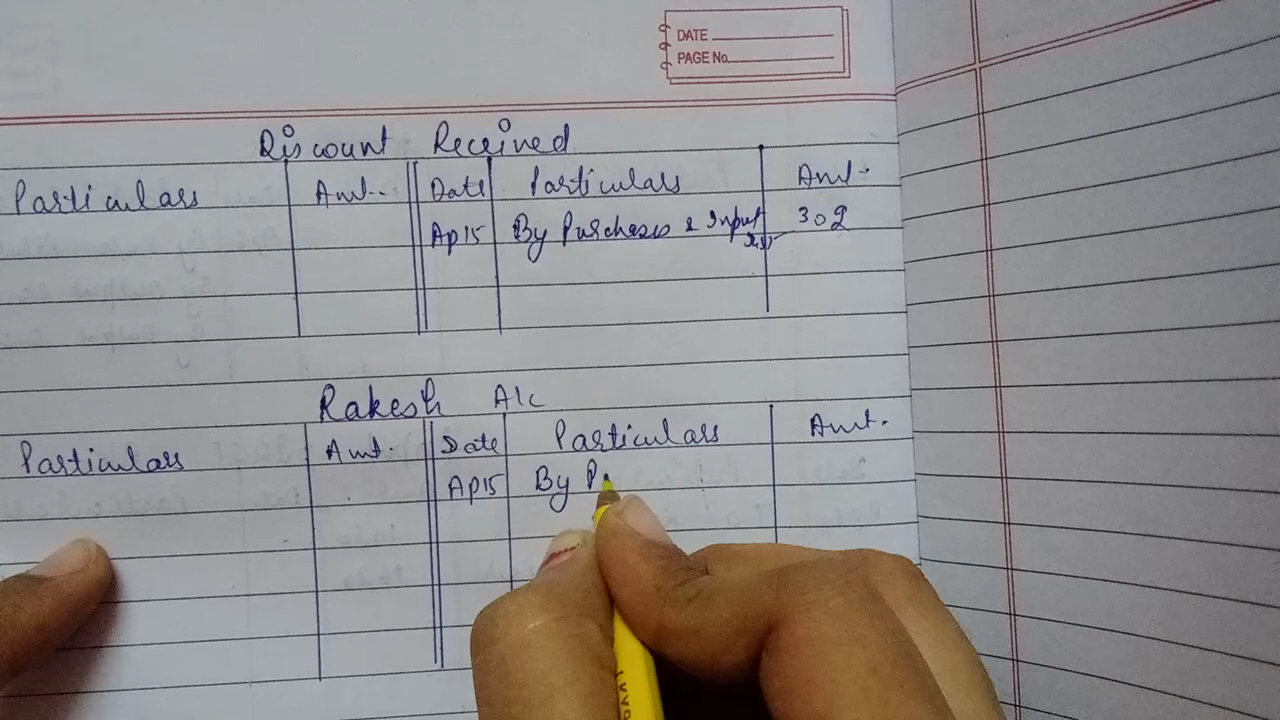 DATE
PAGE No.
Discount Received
Particulars Amt. Date Particulars Amt.
Ap15 By Purchases & Input 302
Rakesh A/c
Particulars Amt. Date Particulars Amt.
Ap15 By P